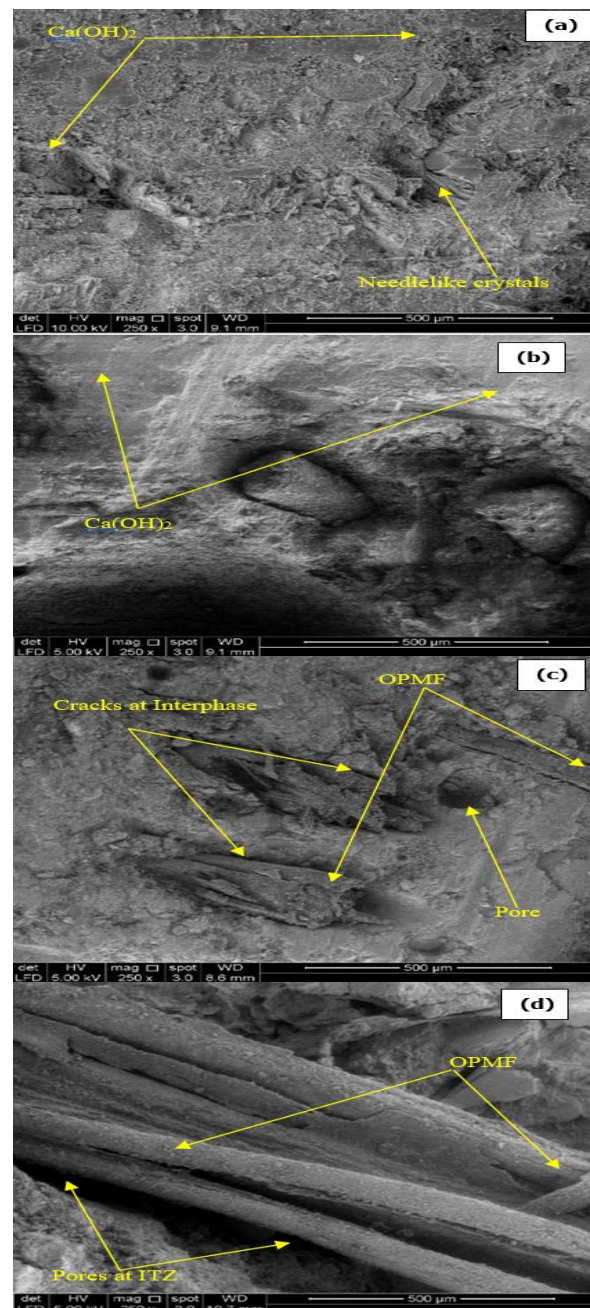 Ca(OH)₂
(a)
Needlelike crystals
det HV mag □ spot WD
LFD 10.00 kV 250 x 3.0 9.1 mm 500 µm
(b)
Ca(OH)₂
det HV mag □ spot WD
LFD 5.00 kV 250 x 3.0 9.1 mm 500 µm
OPMF
(c)
Cracks at Interphase
Pore
det HV mag □ spot WD
LFD 5.00 kV 250 x 3.0 8.6 mm 500 µm
(d)
OPMF
Pores at ITZ
det HV mag □ spot WD 500 µm